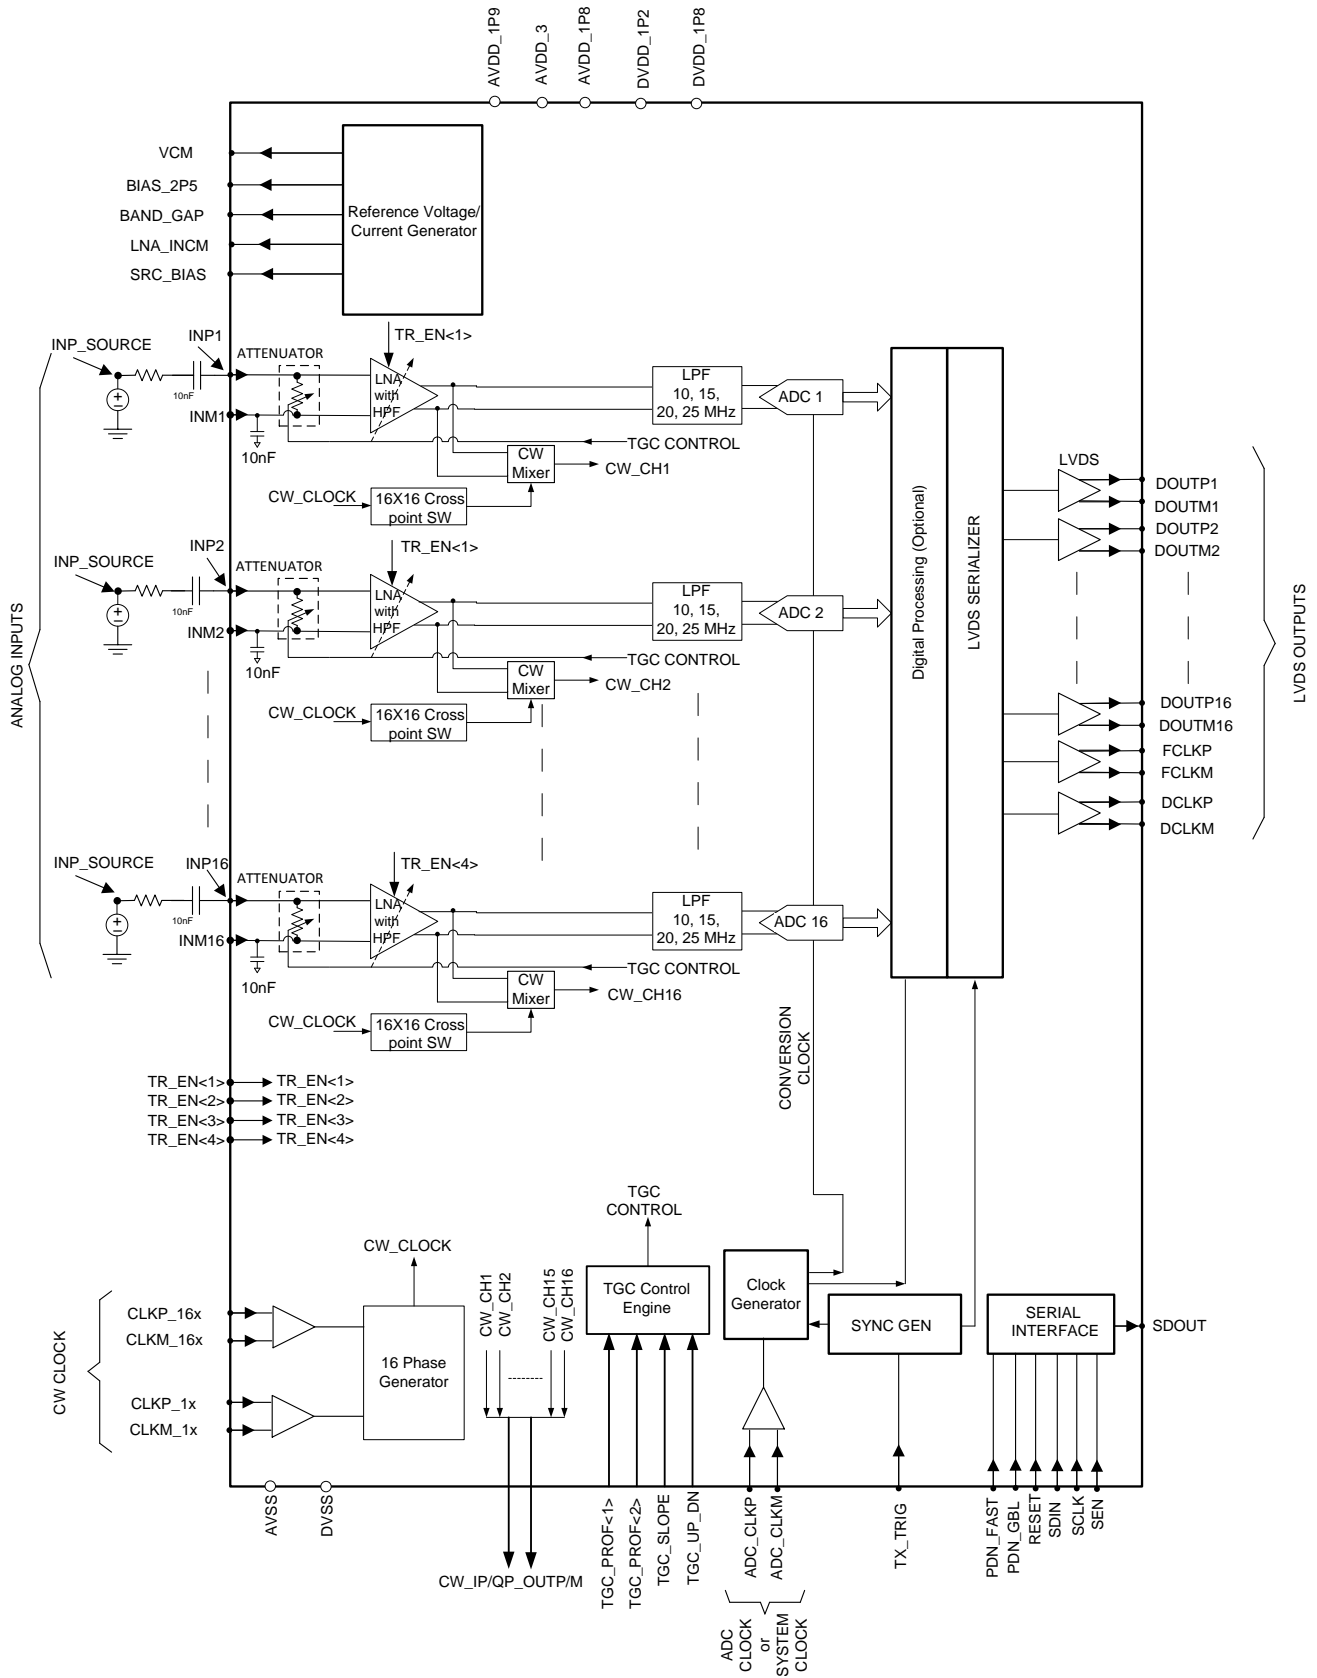 AVDD_1P9
AVDD_3
AVDD_1P8
DVDD_1P2
DVDD_1P8
VCM
BIAS_2P5
BAND_GAP
LNA_INCM
SRC_BIAS
Reference Voltage/
Current Generator
ANALOG INPUTS
INP_SOURCE
INP1
10nF
INM1
10nF
ATTENUATOR
TR_EN<1>
LNA
with
HPF
LPF
10, 15,
20, 25 MHz
ADC 1
TGC CONTROL
CW
Mixer
CW_CH1
CW_CLOCK
16X16 Cross
point SW
INP_SOURCE
INP2
10nF
INM2
10nF
ATTENUATOR
TR_EN<1>
LNA
with
HPF
LPF
10, 15,
20, 25 MHz
ADC 2
TGC CONTROL
CW
Mixer
CW_CH2
CW_CLOCK
16X16 Cross
point SW
INP_SOURCE
INP16
10nF
INM16
10nF
ATTENUATOR
TR_EN<4>
LNA
with
HPF
LPF
10, 15,
20, 25 MHz
ADC 16
TGC CONTROL
CW
Mixer
CW_CH16
CW_CLOCK
16X16 Cross
point SW
Digital Processing (Optional)
LVDS SERIALIZER
LVDS
DOUTP1
DOUTM1
DOUTP2
DOUTM2
DOUTP16
DOUTM16
FCLKP
FCLKM
DCLKP
DCLKM
LVDS OUTPUTS
CONVERSION
CLOCK
TR_EN<1>
TR_EN<1>
TR_EN<2>
TR_EN<2>
TR_EN<3>
TR_EN<3>
TR_EN<4>
TR_EN<4>
CW CLOCK
CLKP_16x
CLKM_16x
CLKP_1x
CLKM_1x
CW_CLOCK
16 Phase
Generator
CW_CH1
CW_CH2
CW_CH15
CW_CH16
TGC
CONTROL
TGC Control
Engine
Clock
Generator
SYNC GEN
SERIAL
INTERFACE
SDOUT
AVSS
DVSS
CW_IP/QP_OUTP/M
TGC_PROF<1>
TGC_PROF<2>
TGC_SLOPE
TGC_UP_DN
ADC_CLKP
ADC_CLKM
ADC
CLOCK
or
SYSTEM
CLOCK
TX_TRIG
PDN_FAST
PDN_GBL
RESET
SDIN
SCLK
SEN